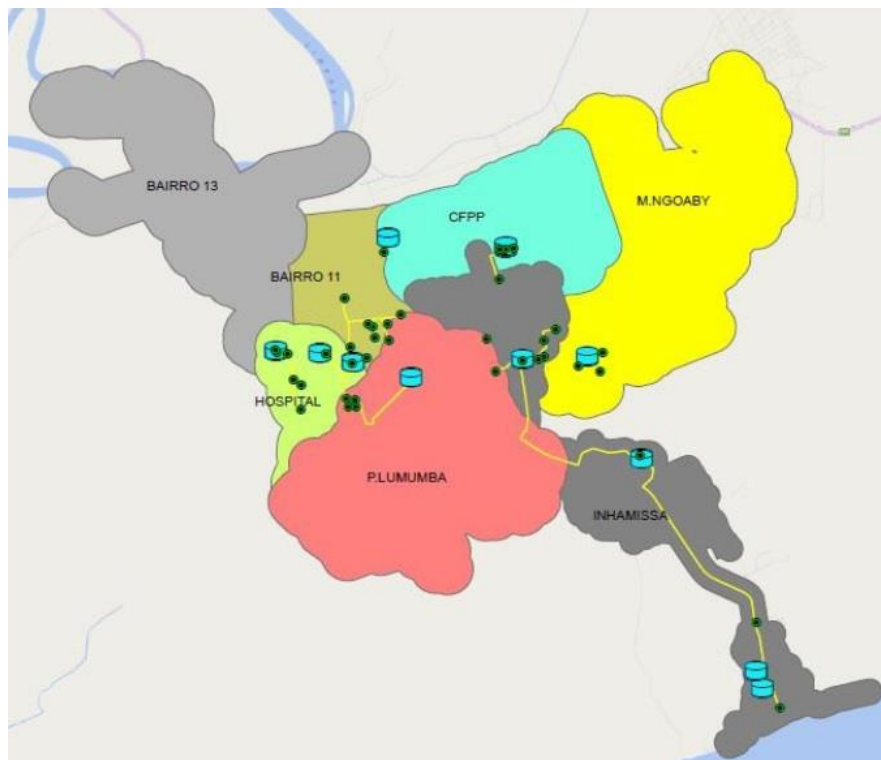 BAIRRO 13
CFPP
M.NGOABY
BAIRRO 11
HOSPITAL
P.LUMUMBA
INHAMISSA